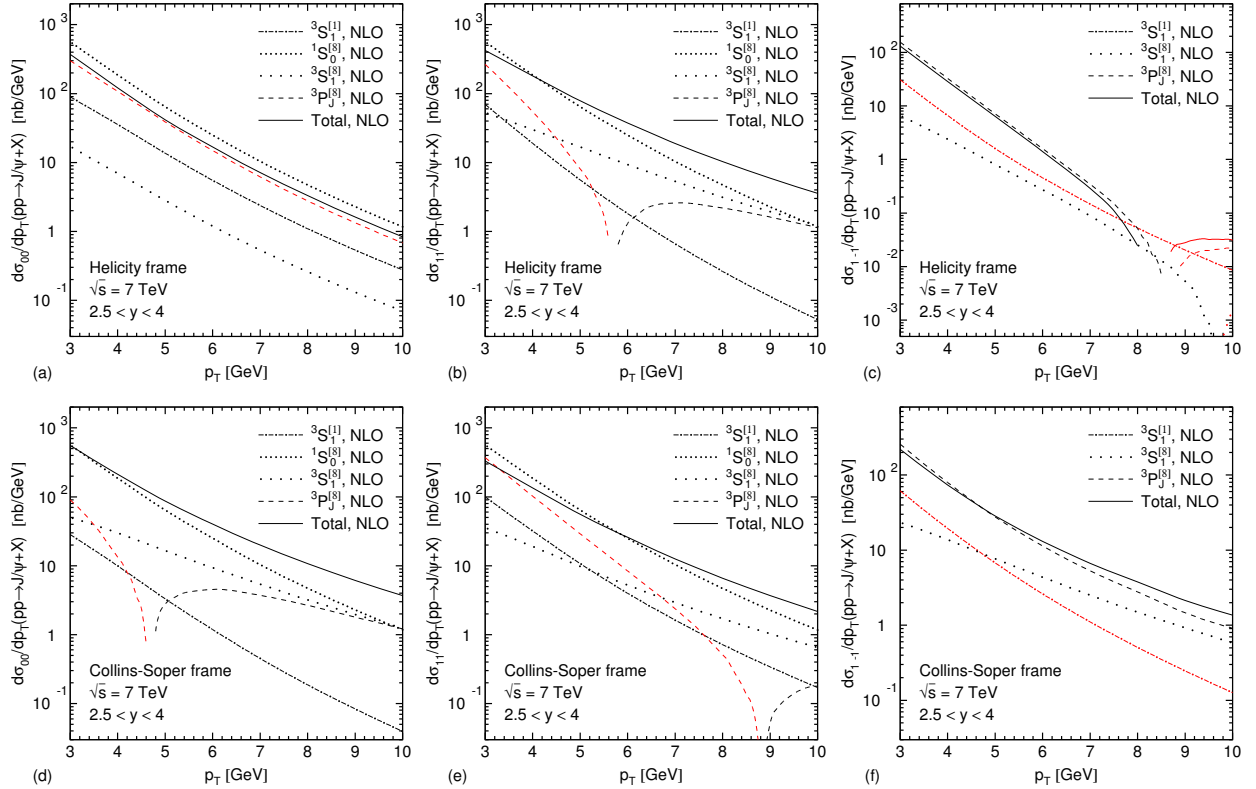 dσ₀₀/dp_T(pp→J/ψ+X) [nb/GeV]
10³
10²
10
1
10⁻¹
³S₁^[1], NLO
¹S₀^[8], NLO
³S₁^[8], NLO
³P_J^[8], NLO
Total, NLO
Helicity frame
√s = 7 TeV
2.5 < y < 4
3 4 5 6 7 8 9 10
(a) p_T [GeV]
dσ₁₁/dp_T(pp→J/ψ+X) [nb/GeV]
10³
10²
10
1
10⁻¹
³S₁^[1], NLO
¹S₀^[8], NLO
³S₁^[8], NLO
³P_J^[8], NLO
Total, NLO
Helicity frame
√s = 7 TeV
2.5 < y < 4
3 4 5 6 7 8 9 10
(b) p_T [GeV]
dσ₁₋₁/dp_T(pp→J/ψ+X) [nb/GeV]
10²
10
1
10⁻¹
10⁻²
10⁻³
³S₁^[1], NLO
³S₁^[8], NLO
³P_J^[8], NLO
Total, NLO
Helicity frame
√s = 7 TeV
2.5 < y < 4
3 4 5 6 7 8 9 10
(c) p_T [GeV]
dσ₀₀/dp_T(pp→J/ψ+X) [nb/GeV]
10³
10²
10
1
10⁻¹
³S₁^[1], NLO
¹S₀^[8], NLO
³S₁^[8], NLO
³P_J^[8], NLO
Total, NLO
Collins-Soper frame
√s = 7 TeV
2.5 < y < 4
3 4 5 6 7 8 9 10
(d) p_T [GeV]
dσ₁₁/dp_T(pp→J/ψ+X) [nb/GeV]
10³
10²
10
1
10⁻¹
³S₁^[1], NLO
¹S₀^[8], NLO
³S₁^[8], NLO
³P_J^[8], NLO
Total, NLO
Collins-Soper frame
√s = 7 TeV
2.5 < y < 4
3 4 5 6 7 8 9 10
(e) p_T [GeV]
dσ₁₋₁/dp_T(pp→J/ψ+X) [nb/GeV]
10²
10
1
10⁻¹
³S₁^[1], NLO
³S₁^[8], NLO
³P_J^[8], NLO
Total, NLO
Collins-Soper frame
√s = 7 TeV
2.5 < y < 4
3 4 5 6 7 8 9 10
(f) p_T [GeV]